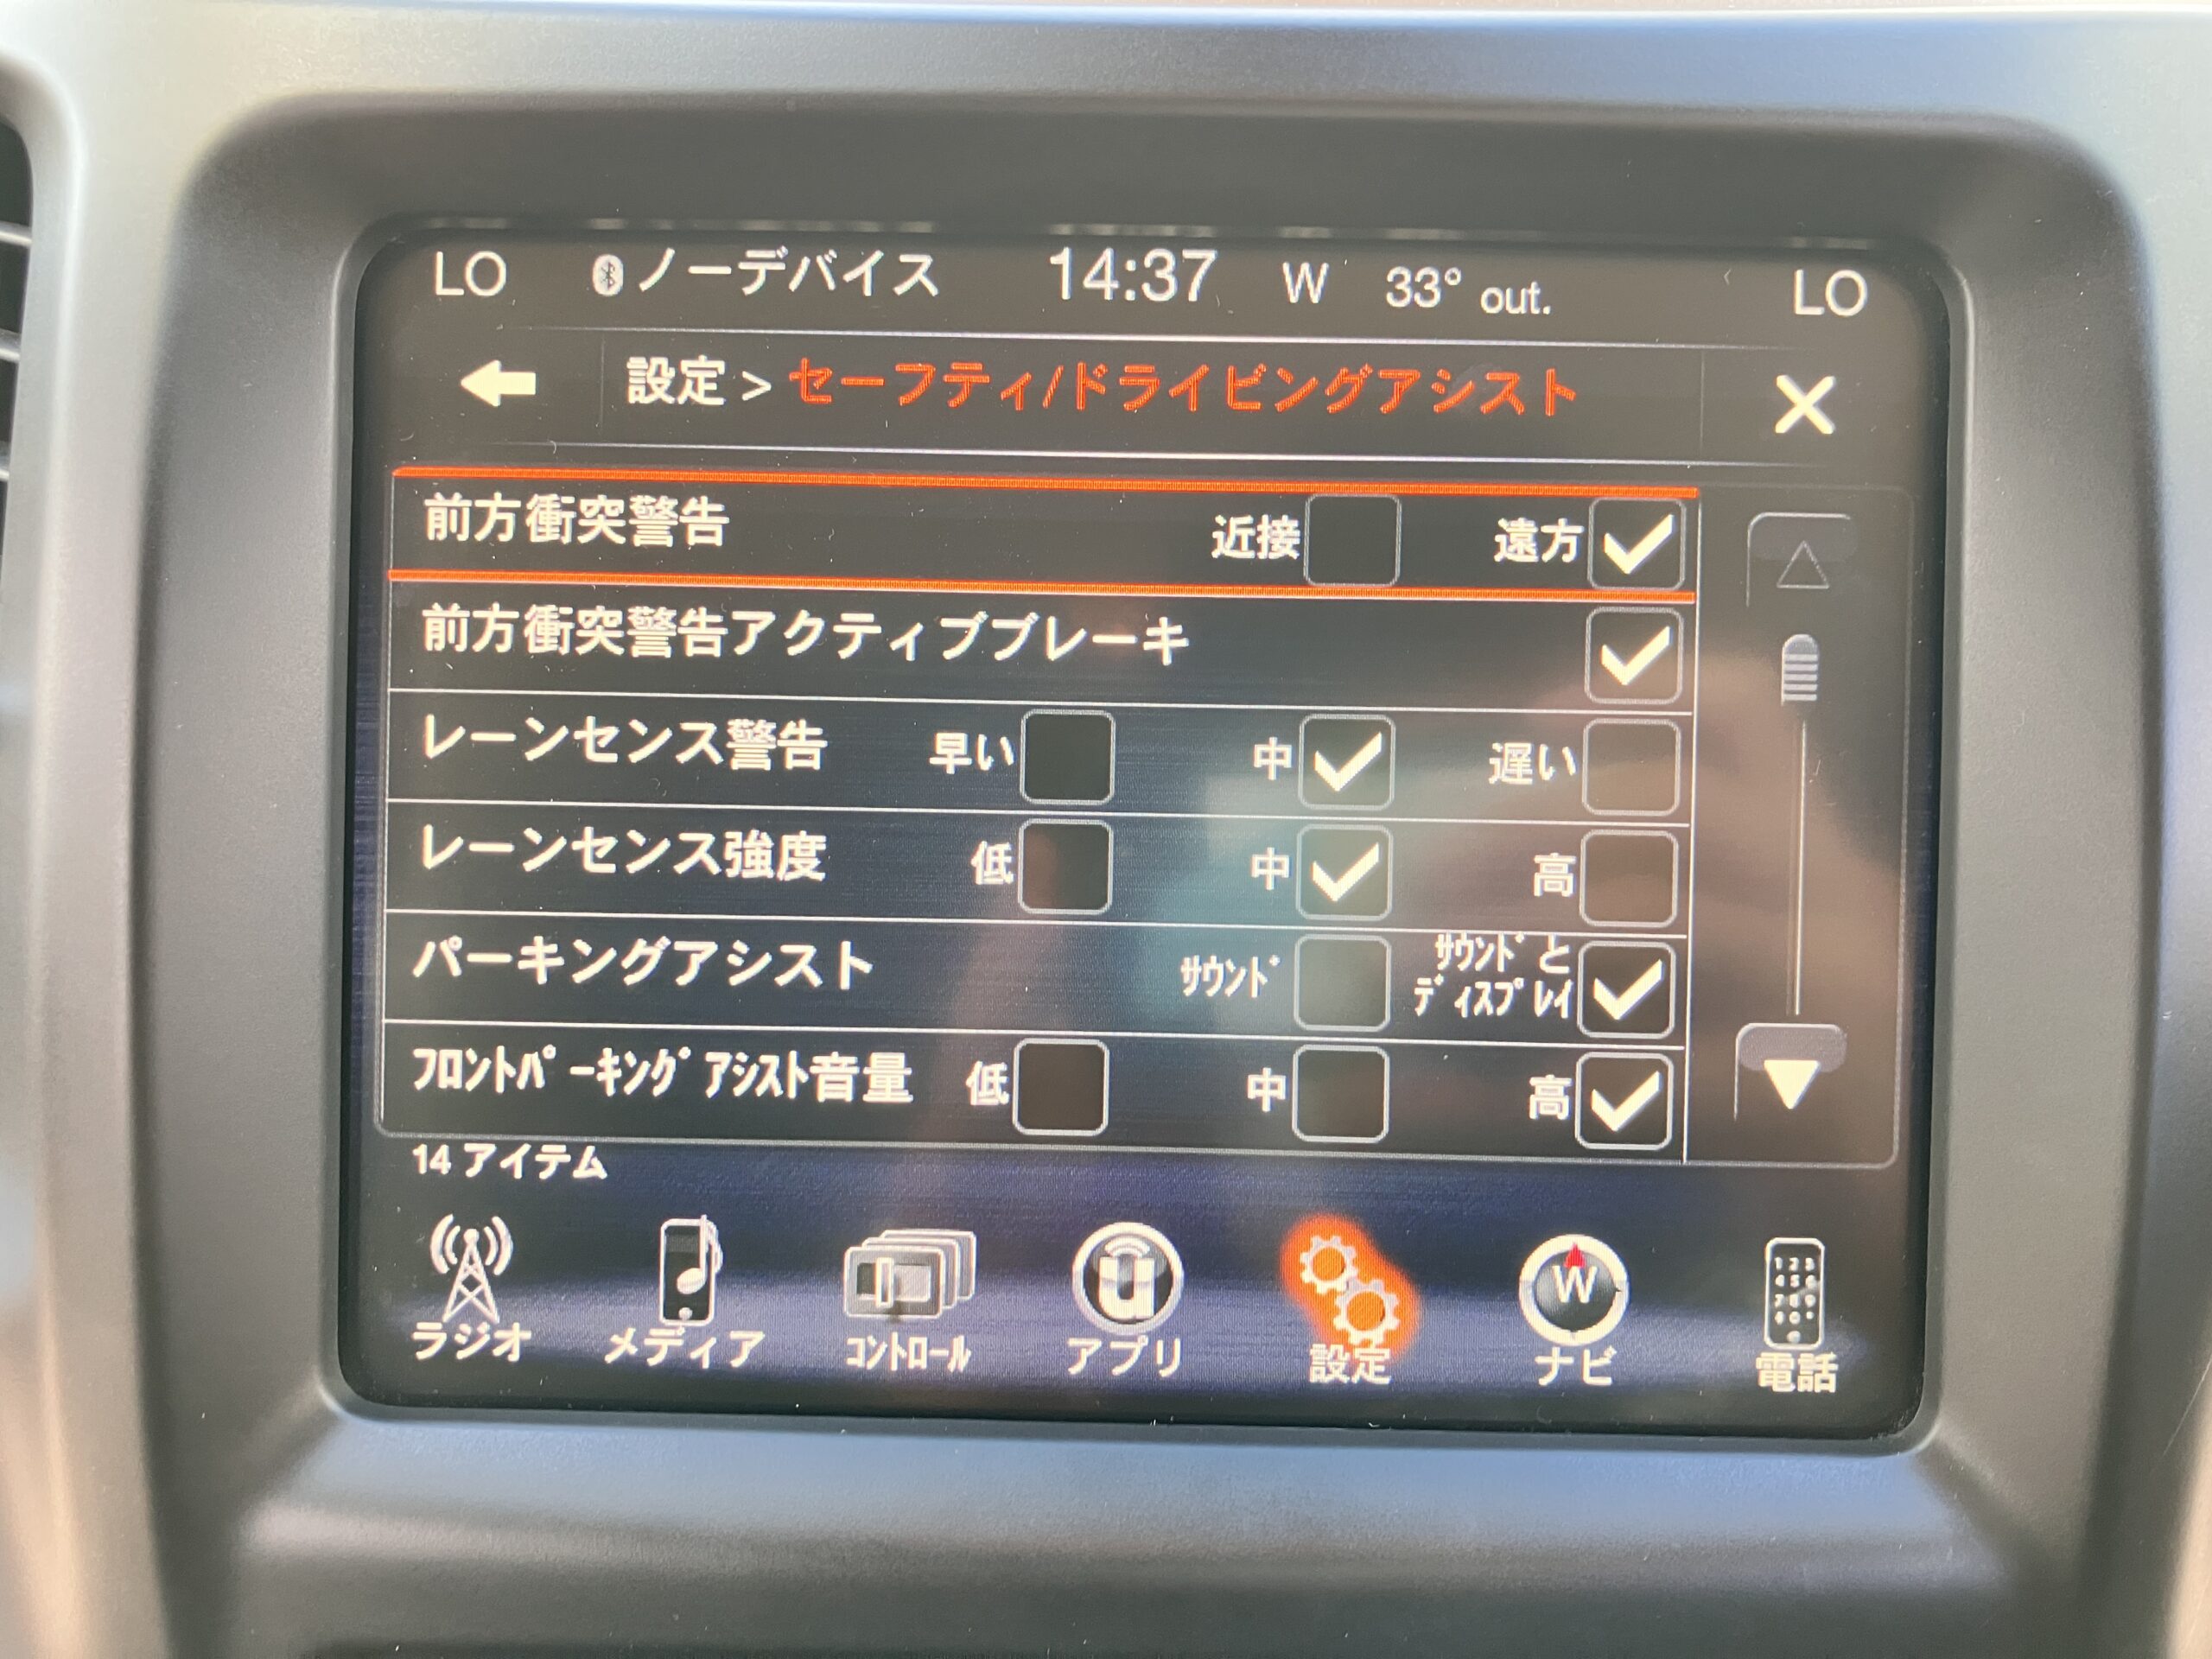 LO ノーデバイス 14:37 W 33° out. LO
設定 > セーフティ/ドライビングアシスト
前方衝突警告 近接 遠方
前方衝突警告アクティブブレーキ
レーンセンス警告 早い 中 遅い
レーンセンス強度 低 中 高
パーキングアシスト ｻｳﾝﾄﾞ ｻｳﾝﾄﾞと
ﾃﾞｨｽﾌﾟﾚｲ
ﾌﾛﾝﾄﾊﾟｰｷﾝｸﾞｱｼｽﾄ音量 低 中 高
14 アイテム
W
ラジオ メディア ｺﾝﾄﾛｰﾙ アプリ 設定 ナビ 電話